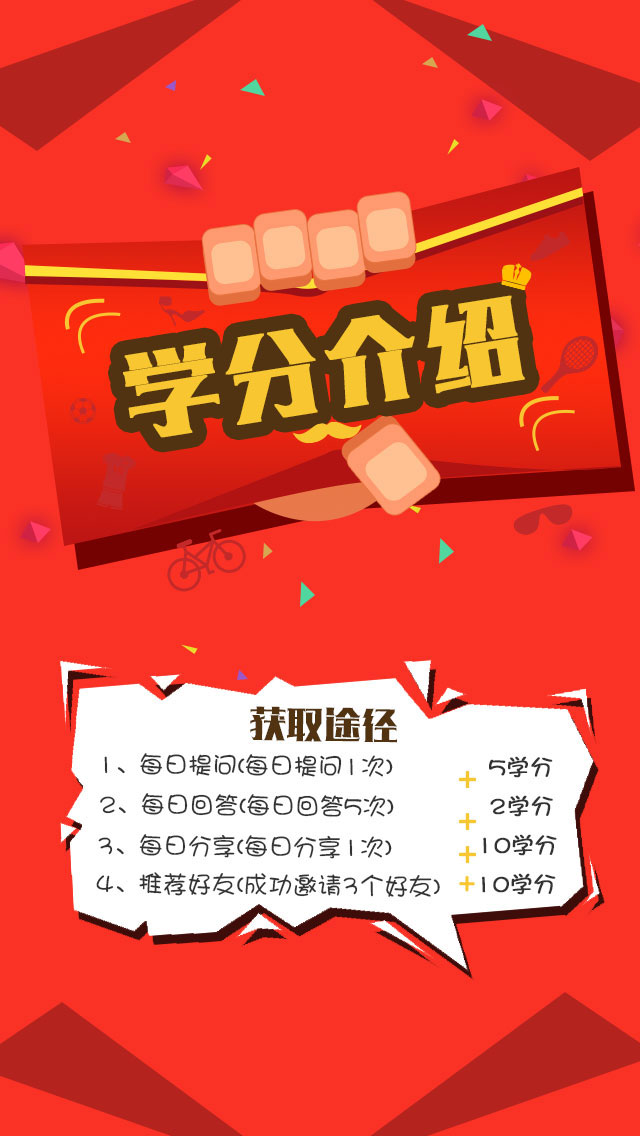 学分介绍
获取途径
1、每日提问(每日提问1次) + 5学分
2、每日回答(每日回答5次) + 2学分
3、每日分享(每日分享1次) +10学分
4、推荐好友(成功邀请3个好友) +10学分